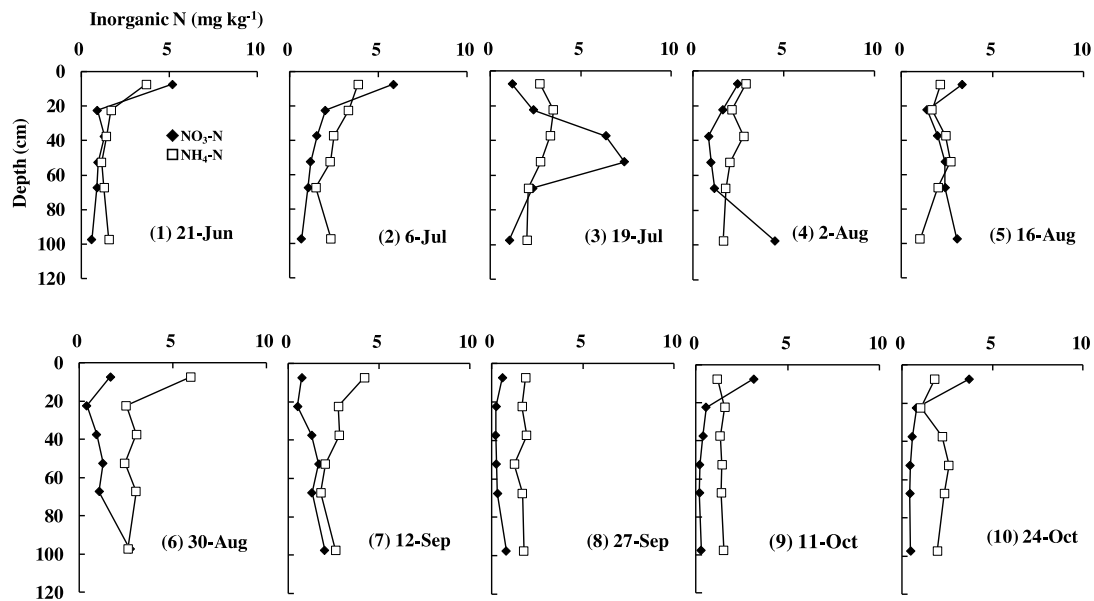 Inorganic N (mg kg⁻¹)
0 5 10 0 5 10 0 5 10 0 5 10 0 5 10
0
20
40
60
80
100
120
Depth (cm)
NO₃-N
NH₄-N
(1) 21-Jun
(2) 6-Jul
(3) 19-Jul
(4) 2-Aug
(5) 16-Aug
0 5 10 0 5 10 0 5 10 0 5 10 0 5 10
0
20
40
60
80
100
120
(6) 30-Aug
(7) 12-Sep
(8) 27-Sep
(9) 11-Oct
(10) 24-Oct